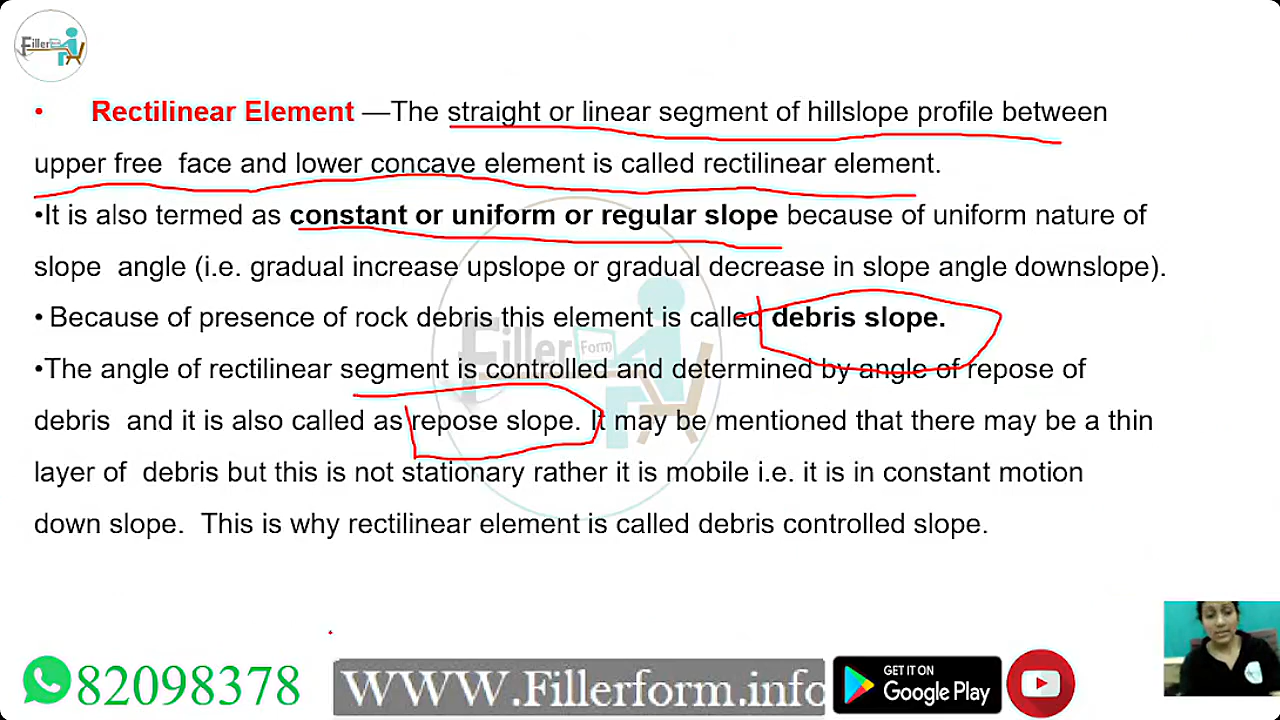 Filler
• Rectilinear Element —The straight or linear segment of hillslope profile between
upper free face and lower concave element is called rectilinear element.
•It is also termed as constant or uniform or regular slope because of uniform nature of
slope angle (i.e. gradual increase upslope or gradual decrease in slope angle downslope).
• Because of presence of rock debris this element is called debris slope.
Filler Form
•The angle of rectilinear segment is controlled and determined by angle of repose of
debris and it is also called as repose slope. It may be mentioned that there may be a thin
layer of debris but this is not stationary rather it is mobile i.e. it is in constant motion
down slope. This is why rectilinear element is called debris controlled slope.
82098378
WWW.Fillerform.info
GET IT ON
Google Play